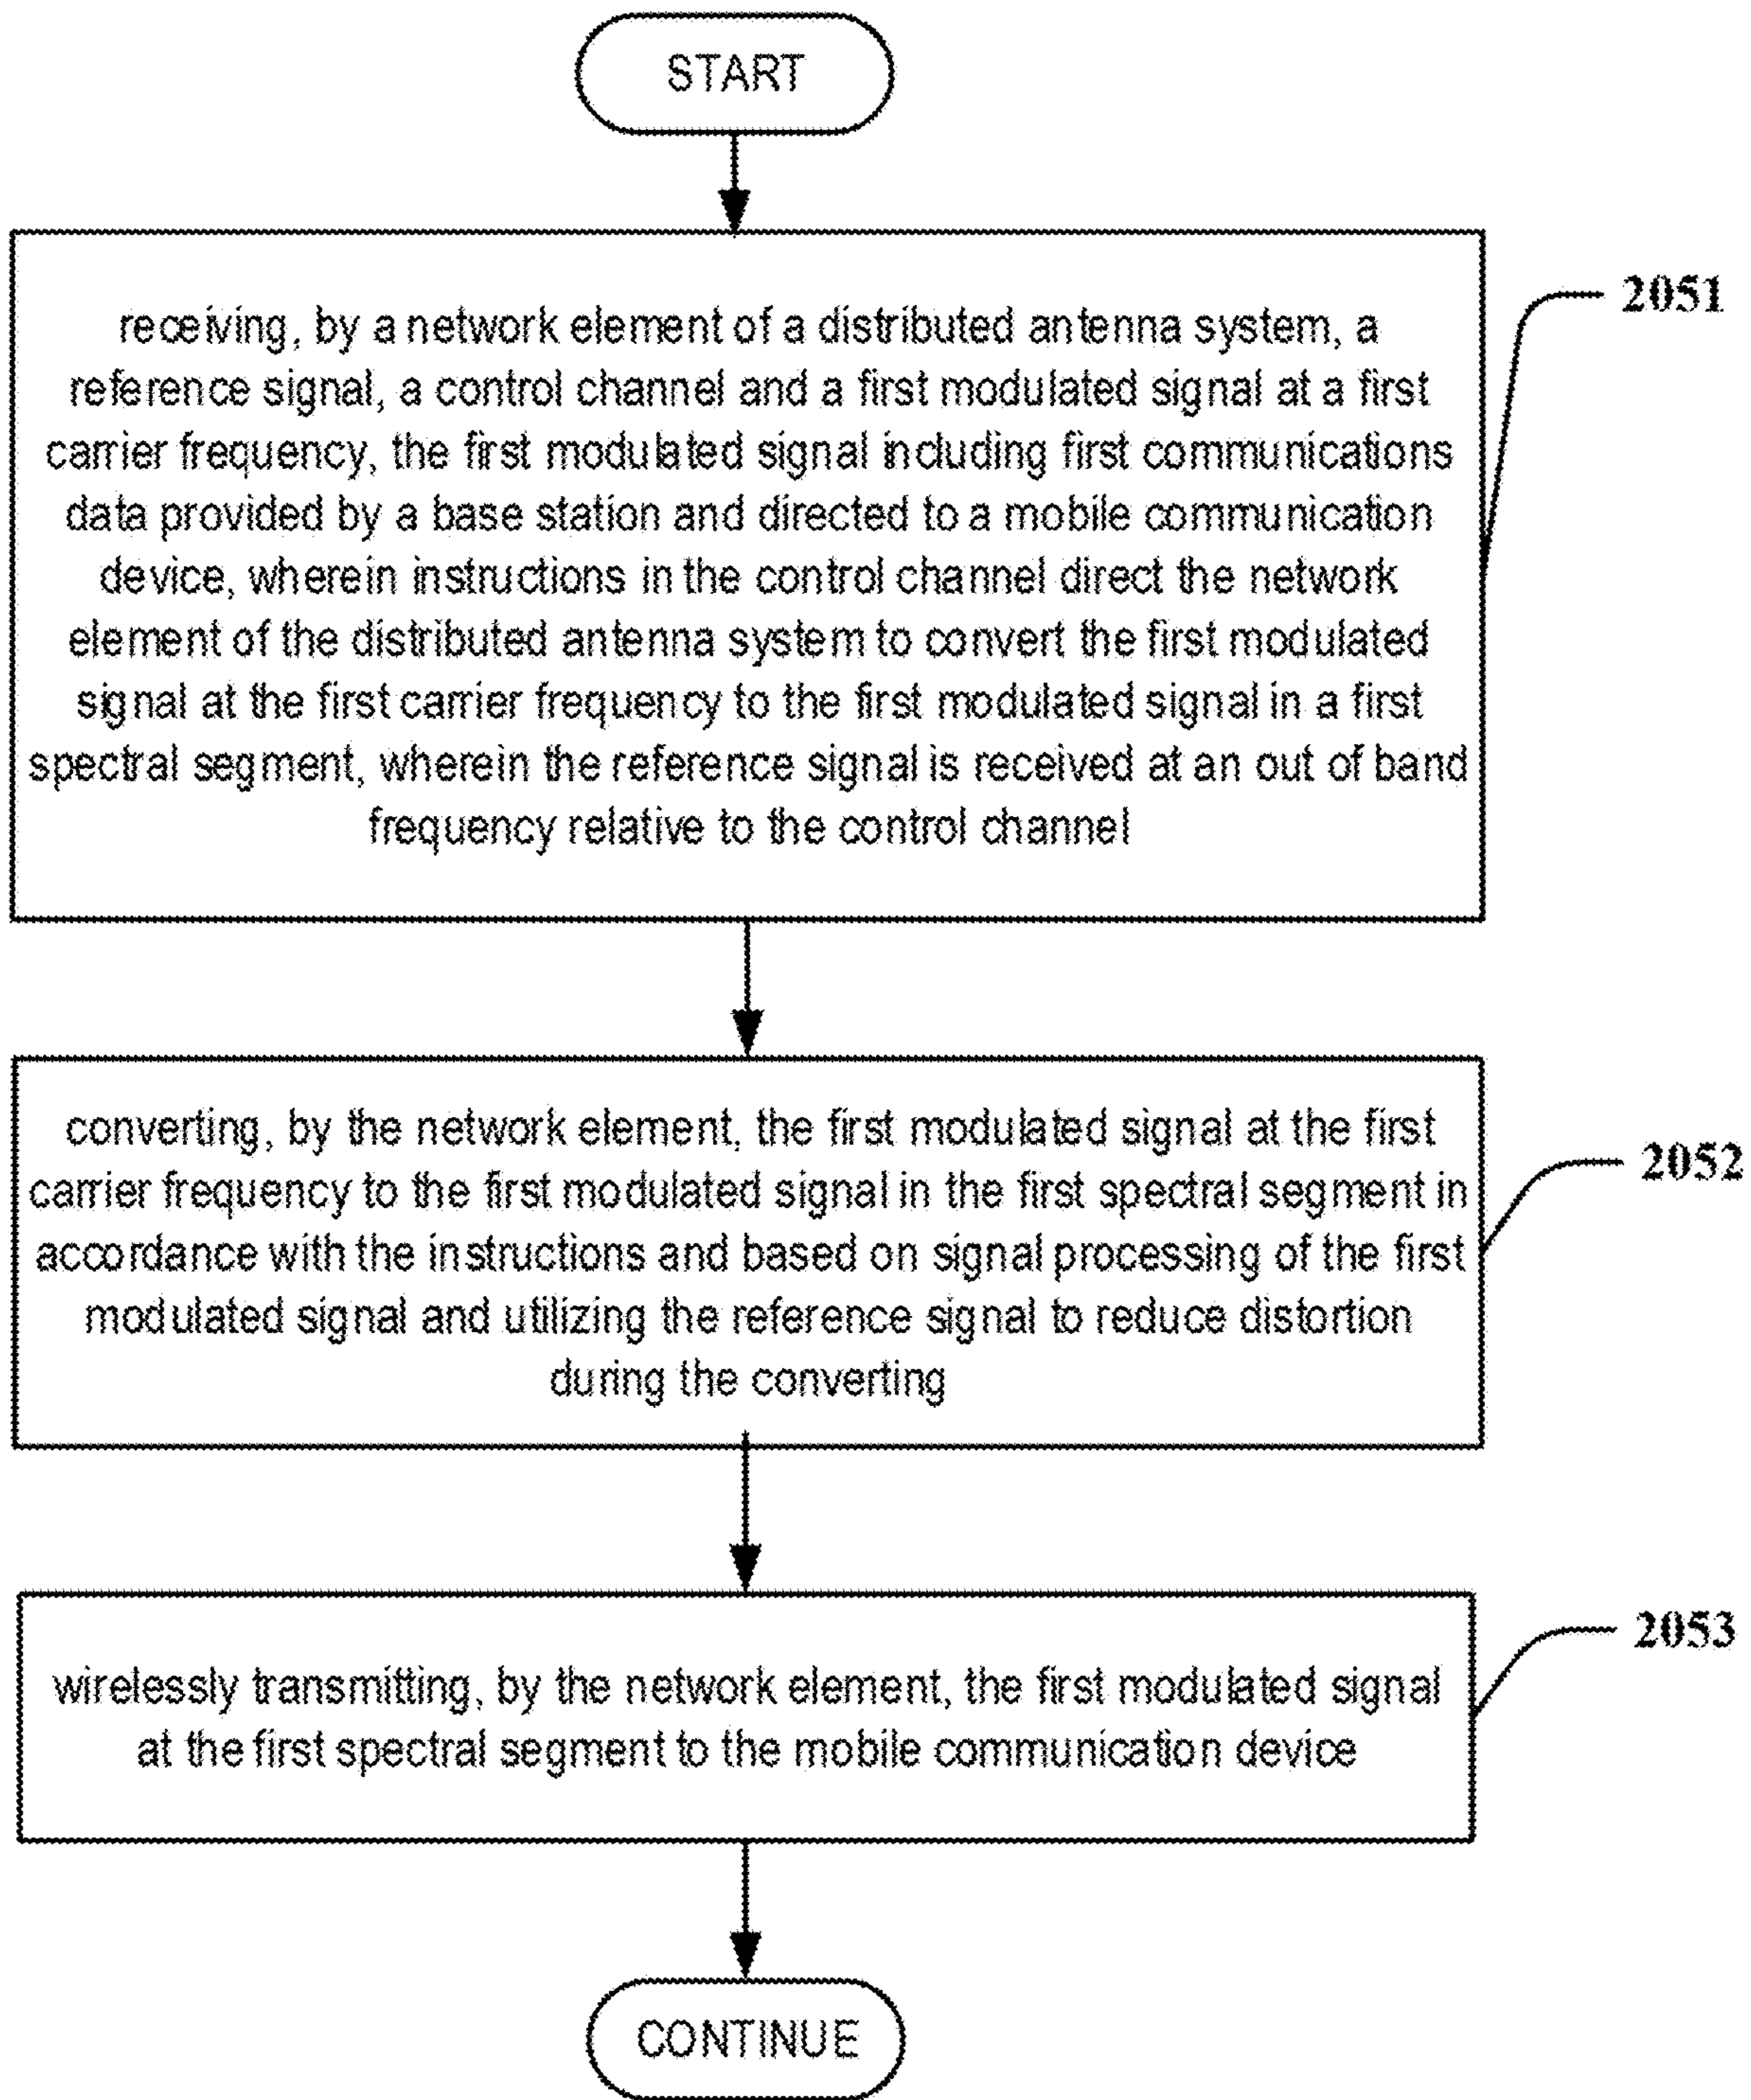 START
receiving, by a network element of a distributed antenna system, a
reference signal, a control channel and a first modulated signal at a first
carrier frequency, the first modulated signal including first communications
data provided by a base station and directed to a mobile communication
device, wherein instructions in the control channel direct the network
element of the distributed antenna system to convert the first modulated
signal at the first carrier frequency to the first modulated signal in a first
spectral segment, wherein the reference signal is received at an out of band
frequency relative to the control channel
2051
converting, by the network element, the first modulated signal at the first
carrier frequency to the first modulated signal in the first spectral segment in
accordance with the instructions and based on signal processing of the first
modulated signal and utilizing the reference signal to reduce distortion
during the converting
2052
wirelessly transmitting, by the network element, the first modulated signal
at the first spectral segment to the mobile communication device
2053
CONTINUE